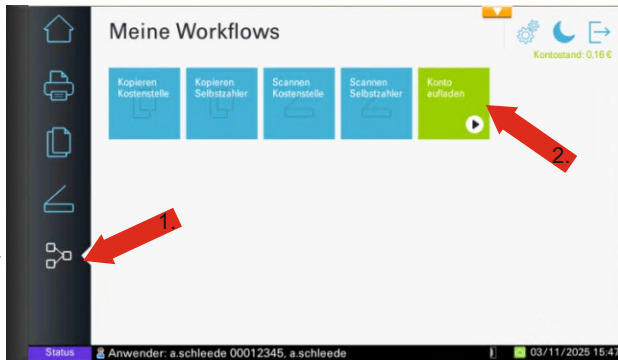 Meine Workflows
Kontostand: 0,16 €
Kopieren
Kostenstelle
Kopieren
Selbstzahler
Scannen
Kostenstelle
Scannen
Selbstzahler
Konto
aufladen
2.
1.
Status
Anwender: a.schleede 00012345, a.schleede
03/11/2025 15:47